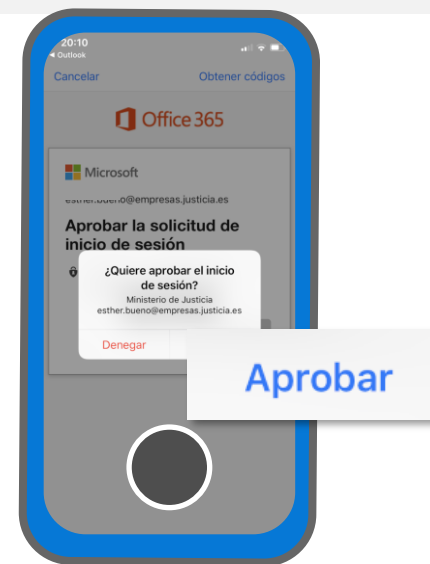 20:10
Outlook
Cancelar
Obtener códigos
Office 365
Microsoft
esther.bueno@empresas.justicia.es
Aprobar la solicitud de
inicio de sesión
¿Quiere aprobar el inicio
de sesión?
Ministerio de Justicia
esther.bueno@empresas.justicia.es
Denegar
Aprobar